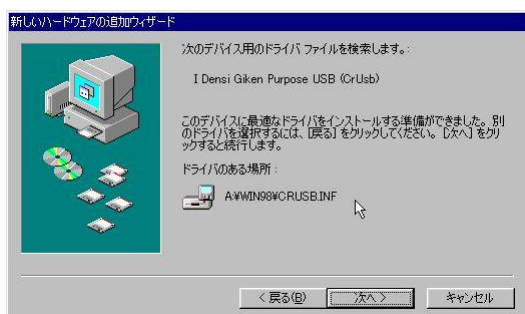 新しいハードウェアの追加ウィザード
次のデバイス用のドライバ ファイルを検索します。:
I Densi Giken Purpose USB (CrUsb)
このデバイスに最適なドライバをインストールする準備ができました。別
のドライバを選択するには、[戻る] をクリックしてください。[次へ] をクリ
ックすると続行します。
ドライバのある場所:
A:¥WIN98¥CRUSB.INF
< 戻る(B)
次へ >
キャンセル